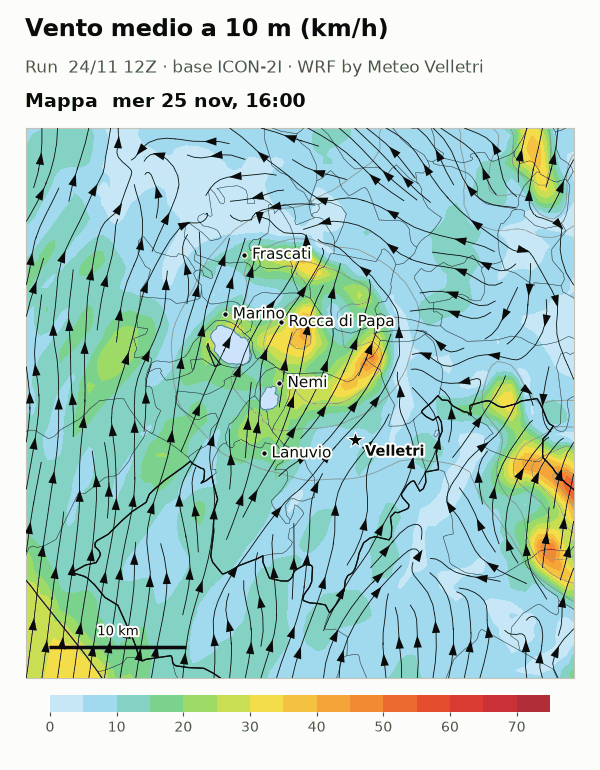 Vento medio a 10 m (km/h)
Run  24/11 12Z · base ICON-2I · WRF by Meteo Velletri
Mappa  mer 25 nov, 16:00
Frascati
Marino
Rocca di Papa
Nemi
Lanuvio
Velletri
10 km
0 10 20 30 40 50 60 70